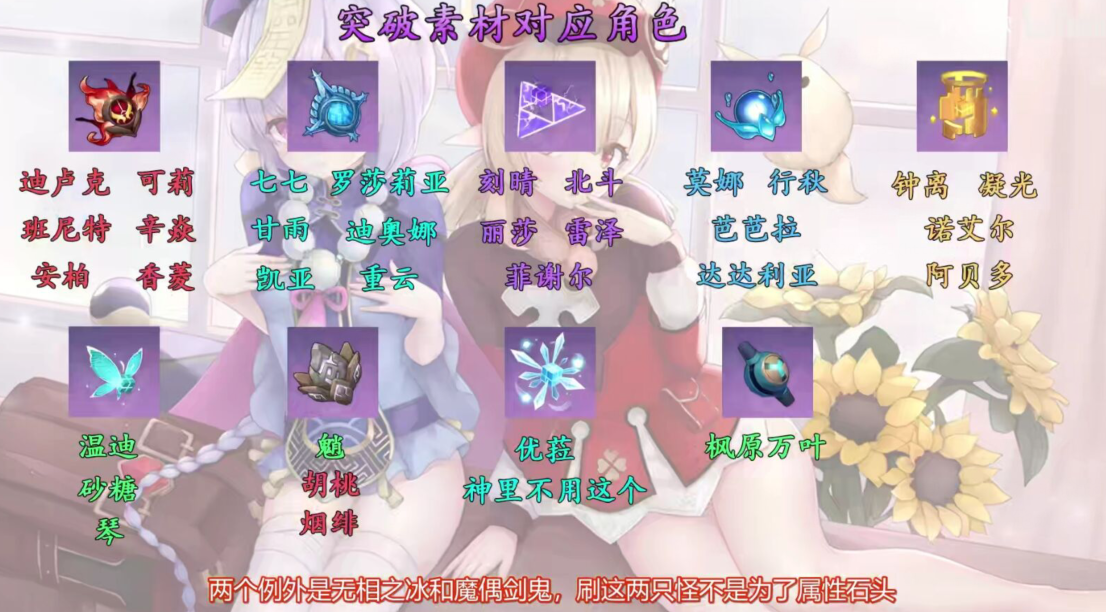 突破素材对应角色
迪卢克 可莉
班尼特 辛焱
安柏 香菱
七七 罗莎莉亚
甘雨 迪奥娜
凯亚 重云
刻晴 北斗
丽莎 雷泽
菲谢尔
莫娜 行秋
芭芭拉
达达利亚
钟离 凝光
诺艾尔
阿贝多
温迪
砂糖
琴
魈
胡桃
烟绯
优菈
神里不用这个
枫原万叶
两个例外是无相之冰和魔偶剑鬼，刷这两只怪不是为了属性石头